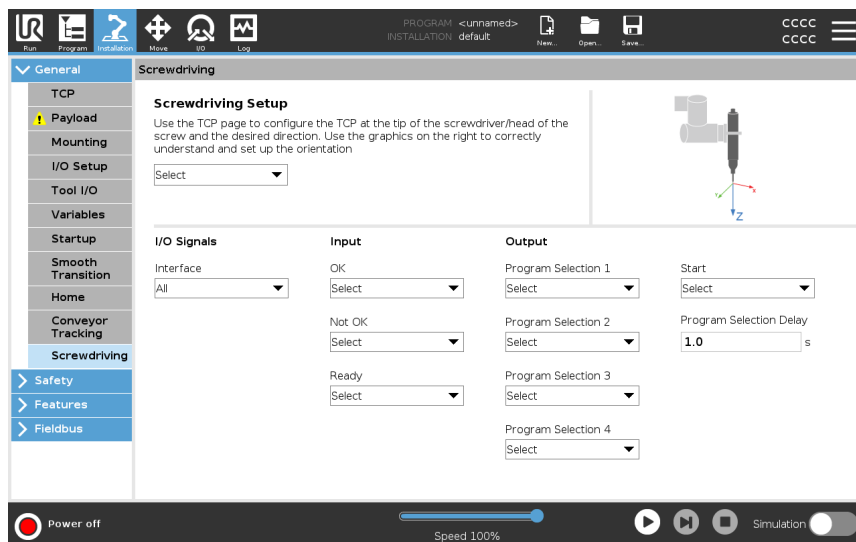 UR
PROGRAM <unnamed>
INSTALLATION default
CCCC
CCCC
Run Program Installation Move I/O Log New... Open... Save...
General
Screwdriving
TCP
Payload
Mounting
I/O Setup
Tool I/O
Variables
Startup
Smooth
Transition
Home
Conveyor
Tracking
Screwdriving
Safety
Features
Fieldbus
Screwdriving Setup
Use the TCP page to configure the TCP at the tip of the screwdriver/head of the
screw and the desired direction. Use the graphics on the right to correctly
understand and set up the orientation
Select
Y X
Z
I/O Signals Input Output
Interface OK Program Selection 1 Start
All Select Select Select
Not OK Program Selection 2 Program Selection Delay
Select Select 1.0 s
Ready Program Selection 3
Select Select
Program Selection 4
Select
Power off
Speed 100%
Simulation